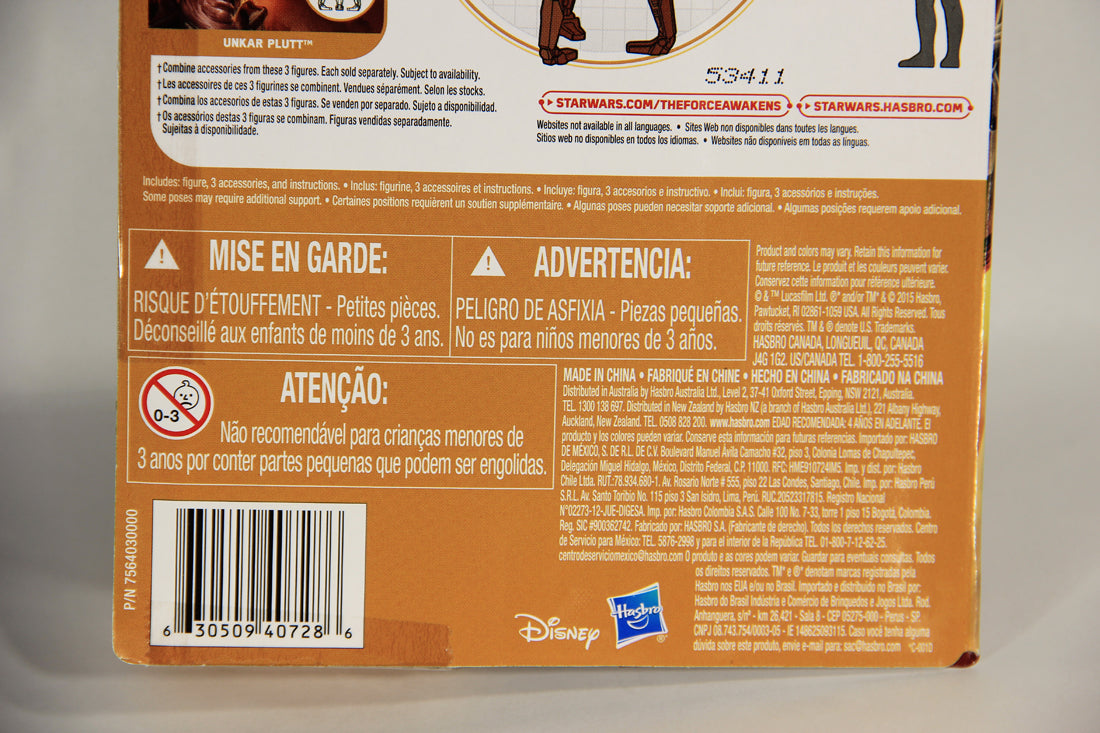 UNKAR PLUTT™
†Combine accessories from these 3 figures. Each sold separately. Subject to availability.
†Les accessoires de ces 3 figurines se combinent. Vendues séparément. Selon les stocks.
†Combina los accesorios de estas 3 figuras. Se venden por separado. Sujeto a disponibilidad.
†Os acessórios destas 3 figuras se combinam. Figuras vendidas separadamente.
Sujeitas à disponibilidade.
53411
STARWARS.COM/THEFORCEAWAKENS
STARWARS.HASBRO.COM
Websites not available in all languages. • Sites Web non disponibles dans toutes les langues.
Sitios web no disponibles en todos los idiomas. • Websites não disponíveis em todas as línguas.
Includes: figure, 3 accessories, and instructions. • Inclus: figurine, 3 accessoires et instructions. • Incluye: figura, 3 accesorios e instructivo. • Inclui: figura, 3 acessórios e instruções.
Some poses may require additional support. • Certaines positions requièrent un soutien supplémentaire. • Algunas poses pueden necesitar soporte adicional. • Algumas posições requerem apoio adicional.
MISE EN GARDE:
RISQUE D'ÉTOUFFEMENT - Petites pièces.
Déconseillé aux enfants de moins de 3 ans.
ADVERTENCIA:
PELIGRO DE ASFIXIA - Piezas pequeñas.
No es para niños menores de 3 años.
Product and colors may vary. Retain this information for
future reference. Le produit et les couleurs peuvent varier.
Conservez cette information pour référence ultérieure.
© & ™ Lucasfilm Ltd. ®* and/or TM* & © 2015 Hasbro,
Pawtucket, RI 02861-1059 USA. All Rights Reserved. Tous
droits réservés. TM & ® denote U.S. Trademarks.
HASBRO CANADA, LONGUEUIL, QC, CANADA
J4G 1G2. US/CANADA TEL. 1-800-255-5516
0-3
ATENÇÃO:
Não recomendável para crianças menores de
3 anos por conter partes pequenas que podem ser engolidas.
MADE IN CHINA • FABRIQUÉ EN CHINE • HECHO EN CHINA • FABRICADO NA CHINA
Distributed in Australia by Hasbro Australia Ltd., Level 2, 37-41 Oxford Street, Epping, NSW 2121, Australia.
TEL. 1300 138 697. Distributed in New Zealand by Hasbro NZ (a branch of Hasbro Australia Ltd.), 221 Albany Highway,
Auckland, New Zealand. TEL. 0508 828 200. www.hasbro.com EDAD RECOMENDADA: 4 AÑOS EN ADELANTE. El
producto y los colores pueden variar. Conserve esta información para futuras referencias. Importado por: HASBRO
DE MÉXICO, S. DE R.L. DE C.V. Boulevard Manuel Ávila Camacho #32, piso 3, Colonia Lomas de Chapultepec,
Delegación Miguel Hidalgo, México, Distrito Federal, C.P. 11000. RFC: HME910724IM5. Imp. y dist. por: Hasbro
Chile Ltda. RUT.:78.934.680-1. Av. Rosario Norte # 555, piso 22 Las Condes, Santiago, Chile. Imp. por: Hasbro Perú
S.R.L. Av. Santo Toribio No. 115 piso 3 San Isidro, Lima, Perú. RUC.20523317815. Registro Nacional
N°02273-12-JUE-DIGESA. Imp. por: Hasbro Colombia S.A.S. Calle 100 No. 7-33, torre 1 piso 15 Bogotá, Colombia.
Reg. SIC #900362742. Fabricado por: HASBRO S.A. (Fabricante de derecho). Todos los derechos reservados. Centro
de Servicio para México: TEL. 5876-2998 y para el interior de la República TEL. 01-800-7-12-62-25.
centrodeserviciomexico@hasbro.com O produto e as cores podem variar. Guardar para eventuais consultas. Todos
os direitos reservados. TM* e ®* denotam marcas registradas pela
Hasbro nos EUA e/ou no Brasil. Importado e distribuido no Brasil por:
Hasbro do Brasil Indústria e Comércio de Brinquedos e Jogos Ltda. Rod.
Anhanguera, s/n° - km 26,421 - Sala 8 - CEP 05275-000 - Perus - SP.
CNPJ 08.743.754/0003-05 - IE 148625093115. Caso você tenha alguma
dúvida sobre este produto, envie e-mail para: sac@hasbro.com *C-001D
P/N 7564030000
6 30509 40728 6
Disney
Hasbro®